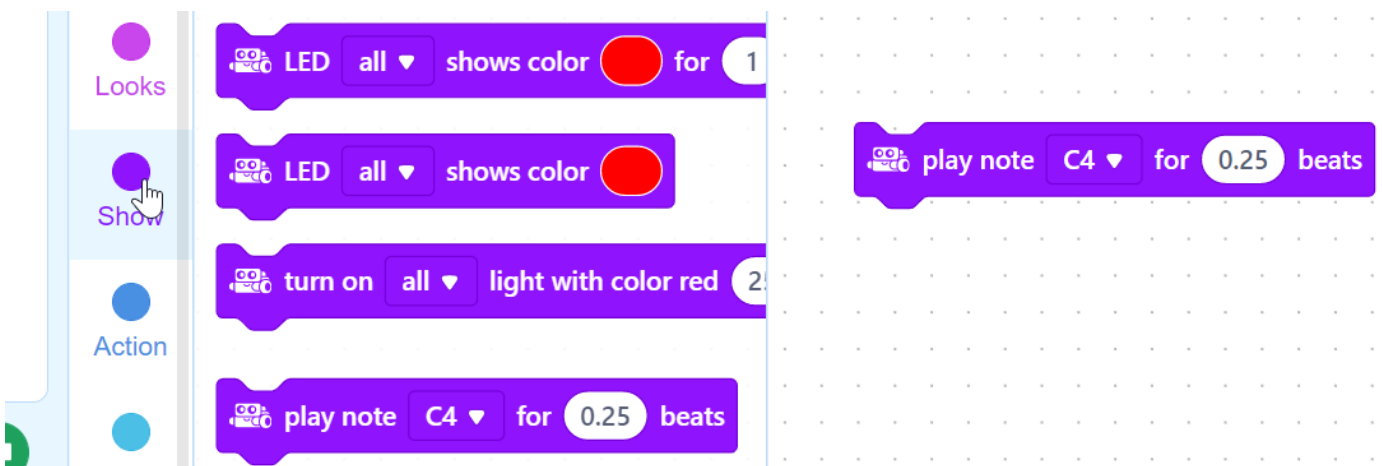 Looks
Show
Action
LED all shows color for 1
LED all shows color
turn on all light with color red
play note C4 for 0.25 beats
play note C4 for 0.25 beats